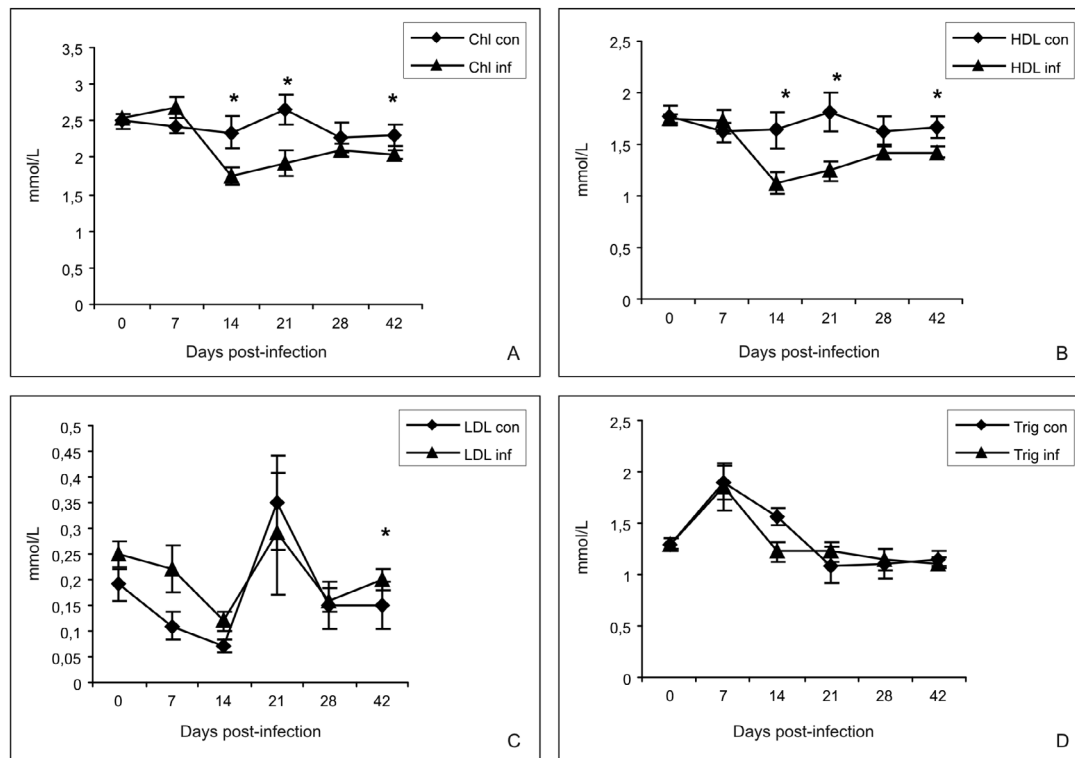 Chl con
Chl inf
3,5
3
2,5
2
1,5
1
0,5
0
mmol/L
* * *
0 7 14 21 28 42
Days post-infection
A
HDL con
HDL inf
2,5
2
1,5
1
0,5
0
mmol/L
* * *
0 7 14 21 28 42
Days post-infection
B
LDL con
LDL inf
0,5
0,45
0,4
0,35
0,3
0,25
0,2
0,15
0,1
0,05
0
mmol/L
*
0 7 14 21 28 42
Days post-infection
C
Trig con
Trig inf
2,5
2
1,5
1
0,5
0
mmol/L
0 7 14 21 28 42
Days post-infection
D